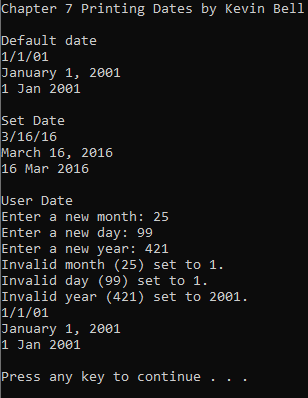 Chapter 7 Printing Dates by Kevin Bell
Default date
1/1/01
January 1, 2001
1 Jan 2001
Set Date
3/16/16
March 16, 2016
16 Mar 2016
User Date
Enter a new month: 25
Enter a new day: 99
Enter a new year: 421
Invalid month (25) set to 1.
Invalid day (99) set to 1.
Invalid year (421) set to 2001.
1/1/01
January 1, 2001
1 Jan 2001
Press any key to continue . . .